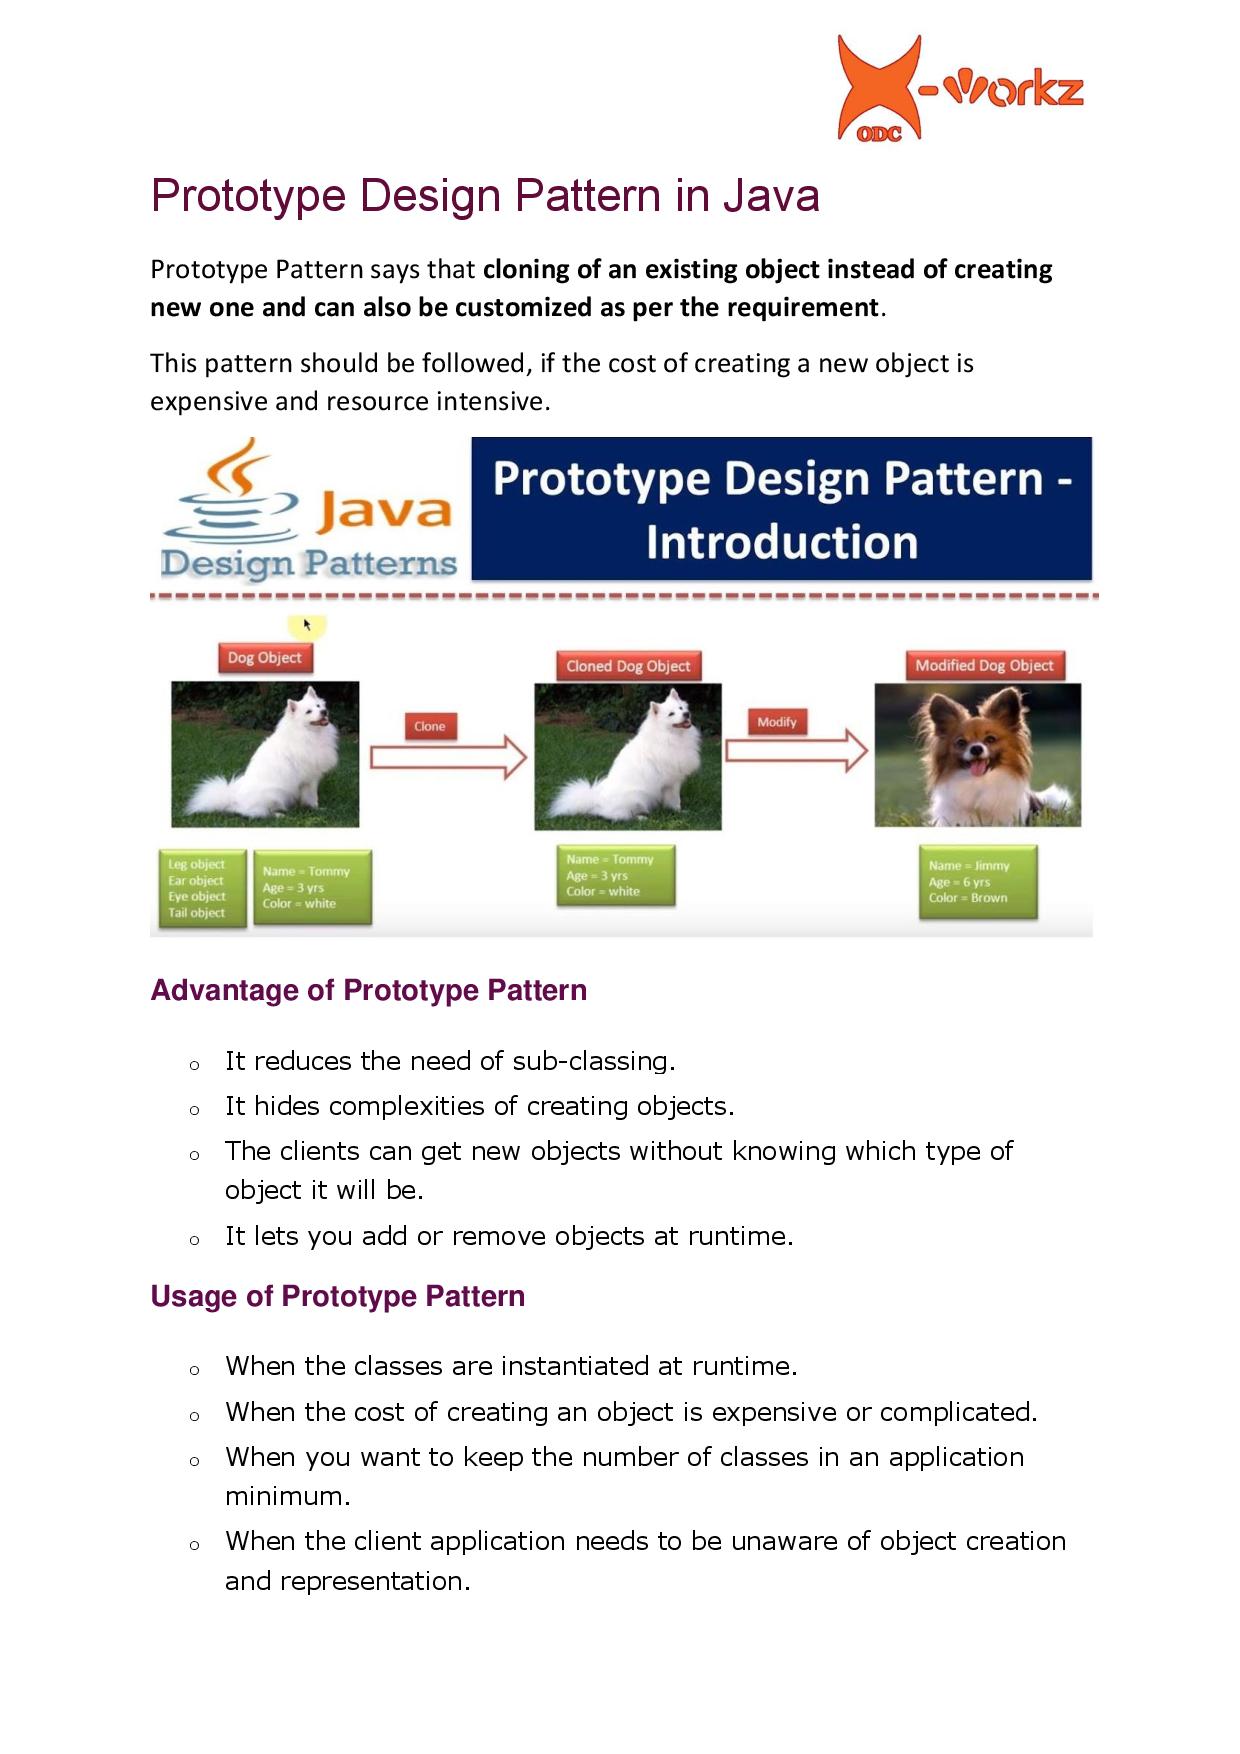 X-workz
ODC
Prototype Design Pattern in Java
Prototype Pattern says that cloning of an existing object instead of creating
new one and can also be customized as per the requirement.
This pattern should be followed, if the cost of creating a new object is
expensive and resource intensive.
Java
Design Patterns
Prototype Design Pattern -
Introduction
Dog Object
Cloned Dog Object
Modified Dog Object
Clone
Modify
Leg object
Ear object
Eye object
Tail object
Name = Tommy
Age = 3 yrs
Color = white
Name = Tommy
Age = 3 yrs
Color = white
Name = Jimmy
Age = 6 yrs
Color = Brown
Advantage of Prototype Pattern
o It reduces the need of sub-classing.
o It hides complexities of creating objects.
o The clients can get new objects without knowing which type of
object it will be.
o It lets you add or remove objects at runtime.
Usage of Prototype Pattern
o When the classes are instantiated at runtime.
o When the cost of creating an object is expensive or complicated.
o When you want to keep the number of classes in an application
minimum.
o When the client application needs to be unaware of object creation
and representation.